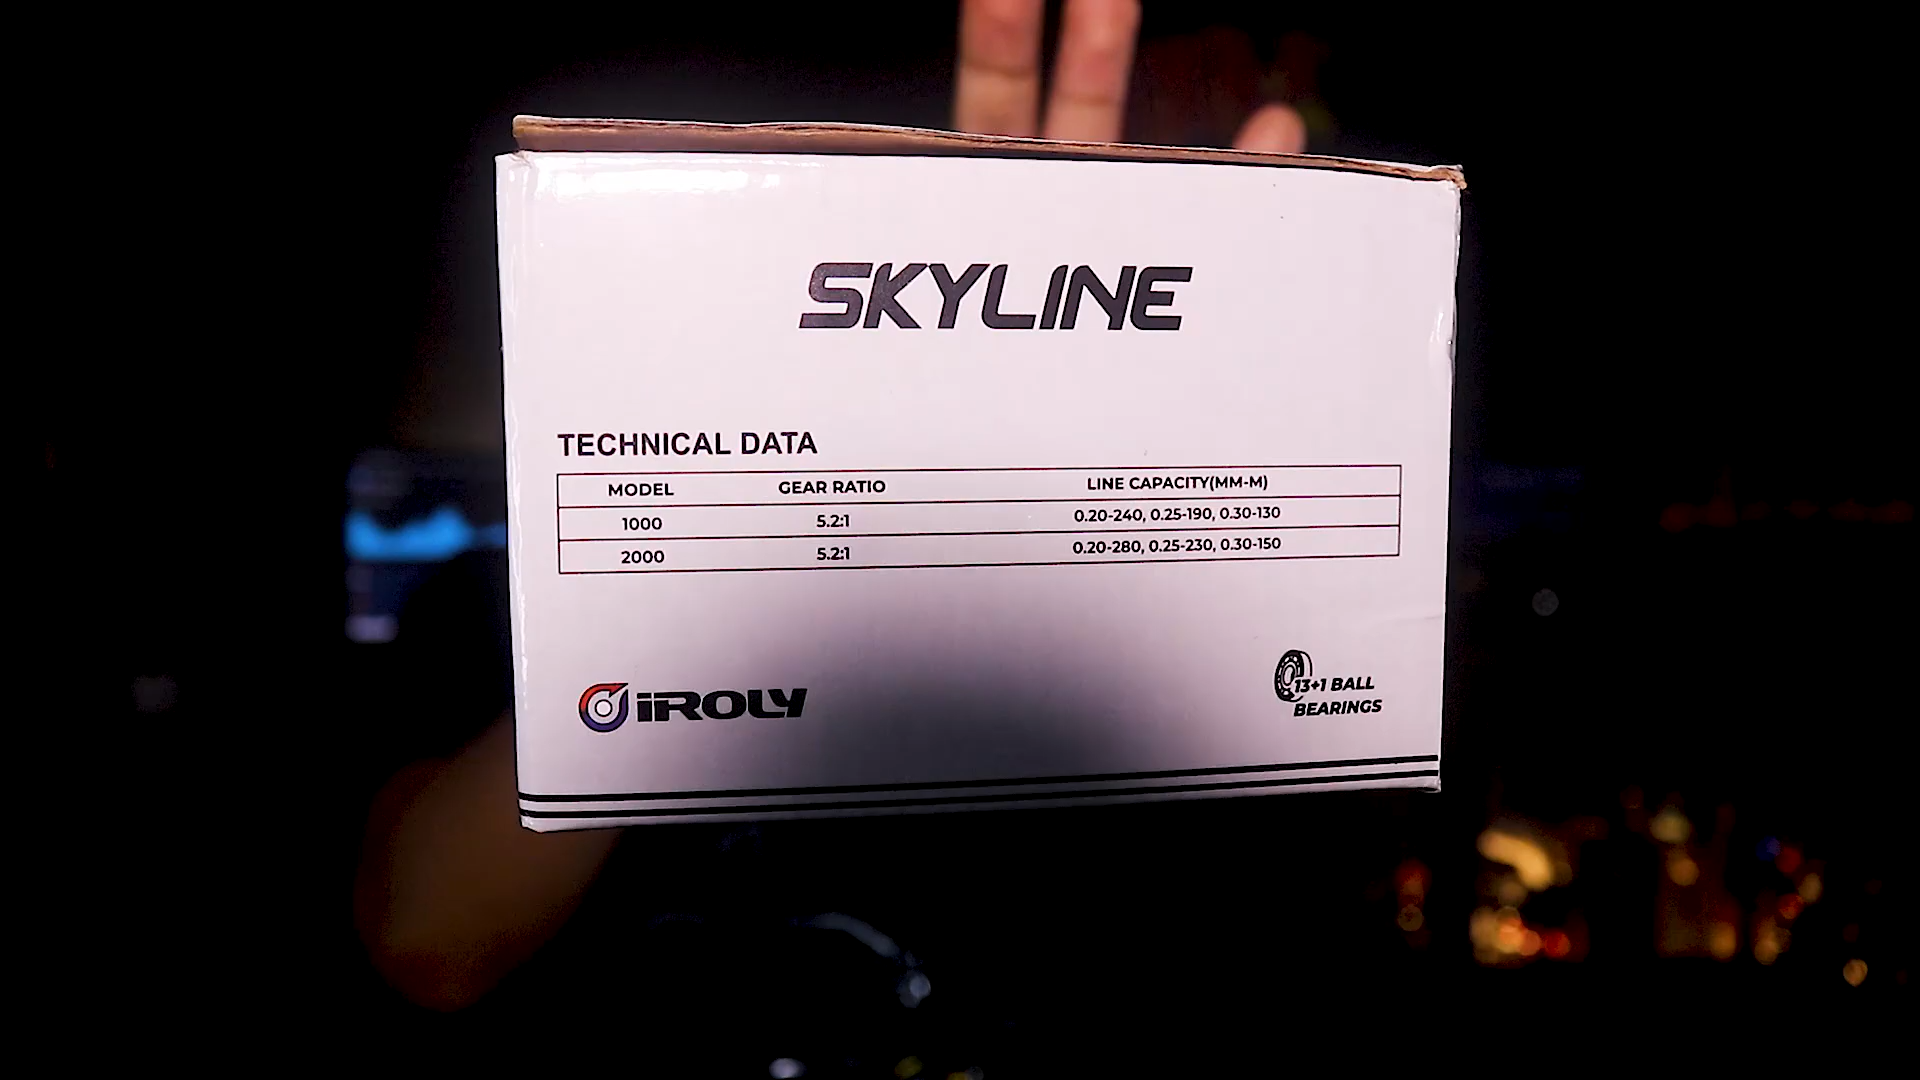 SKYLINE
TECHNICAL DATA
MODEL GEAR RATIO LINE CAPACITY(MM-M)
1000 5.2:1 0.20-240, 0.25-190, 0.30-130
2000 5.2:1 0.20-280, 0.25-230, 0.30-150
iROLY
13+1 BALL
BEARINGS